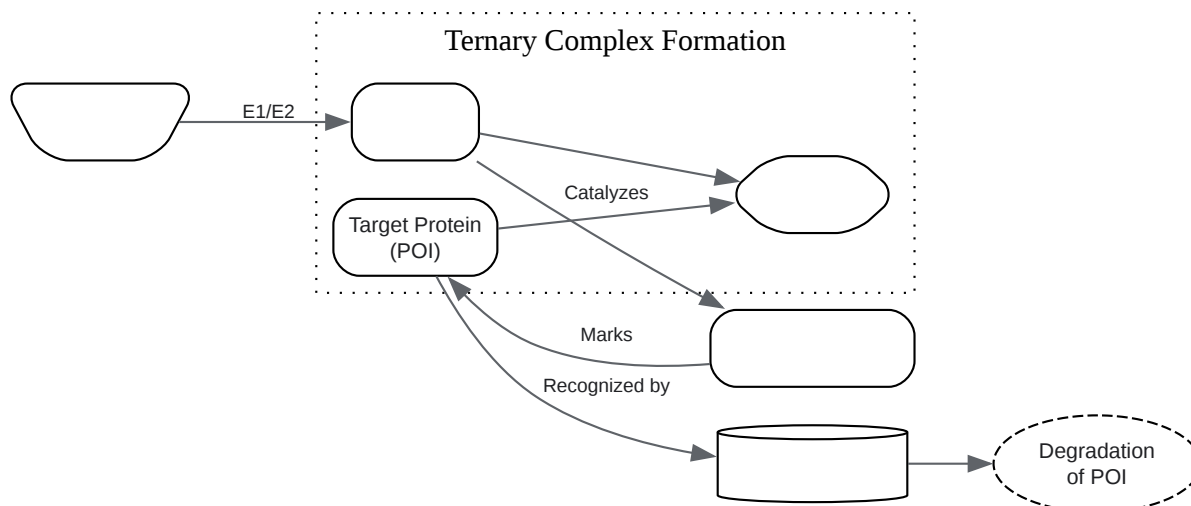 Ternary Complex Formation
E1/E2
Catalyzes
Target Protein
(POI)
Marks
Recognized by
Degradation
of POI